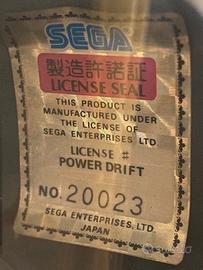 SEGA
製造許諾証
LICENSE SEAL
THIS PRODUCT IS
MANUFACTURED UNDER
THE LICENSE OF
SEGA ENTERPRISES LTD.
LICENSE #
POWER DRIFT
NO. 20023
SEGA ENTERPRISES, LTD.
JAPAN